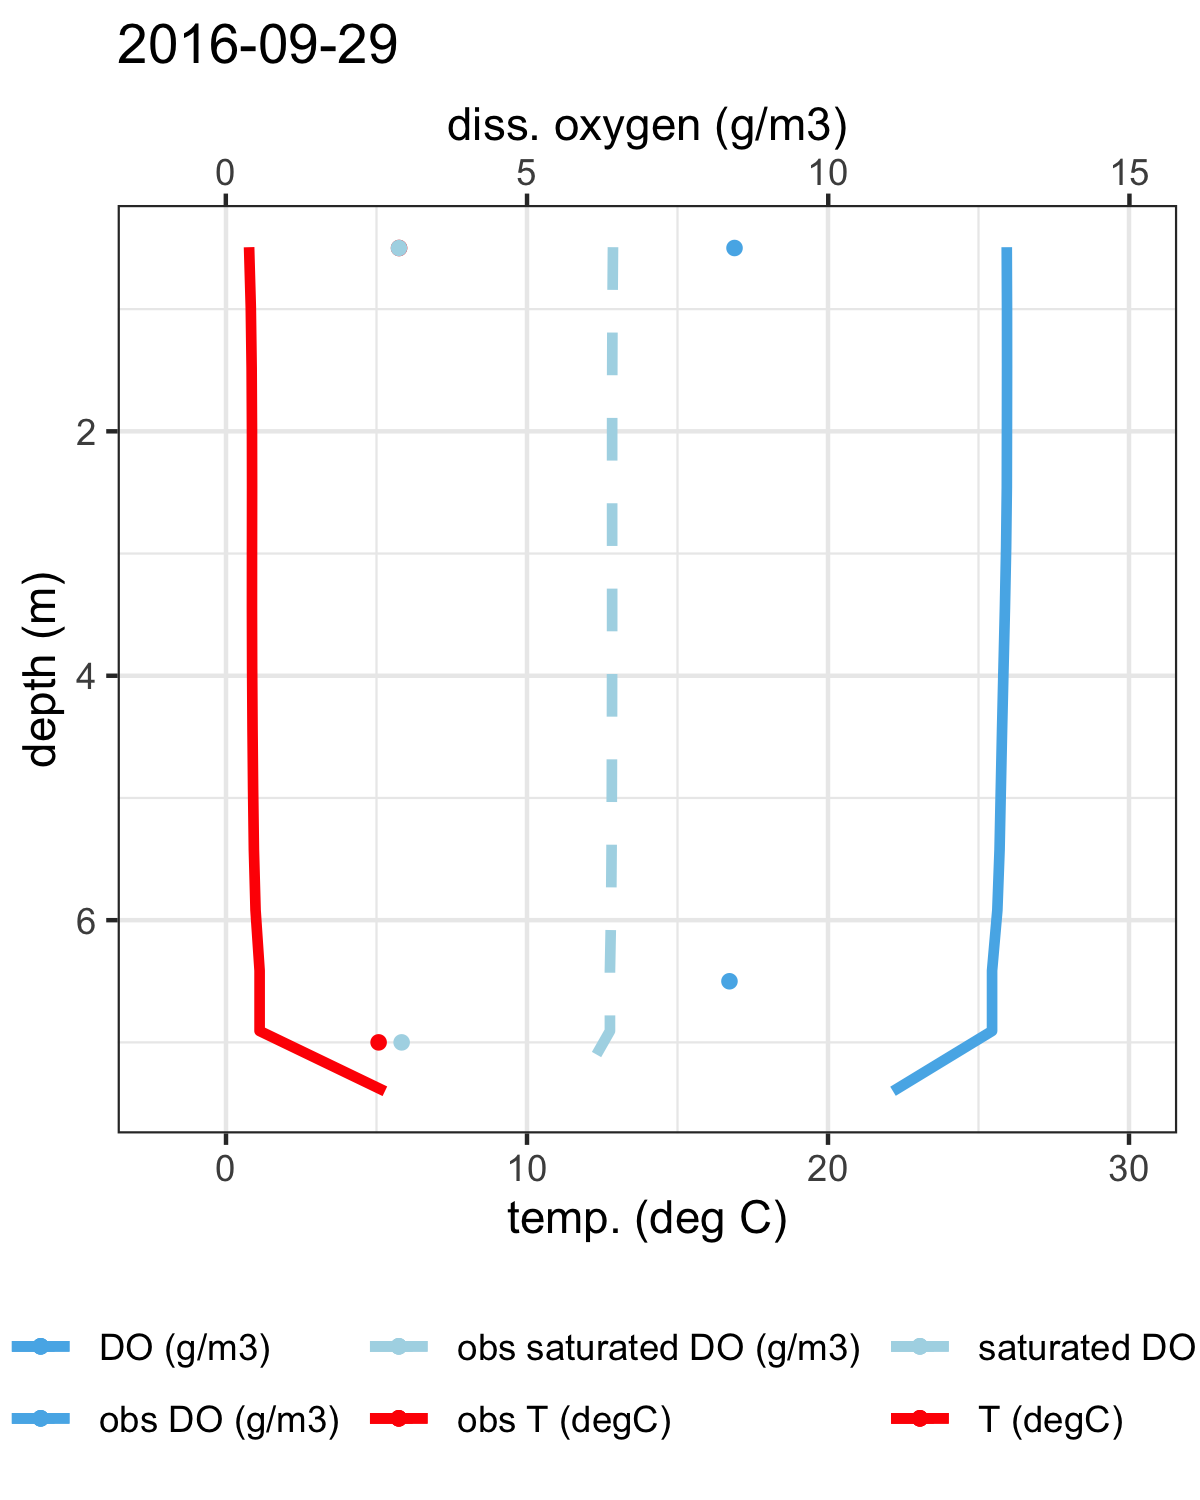 2016-09-29
diss. oxygen (g/m3)
0 5 10 15
2
4
6
depth (m)
0 10 20 30
temp. (deg C)
DO (g/m3) obs saturated DO (g/m3) saturated DO
obs DO (g/m3) obs T (degC) T (degC)